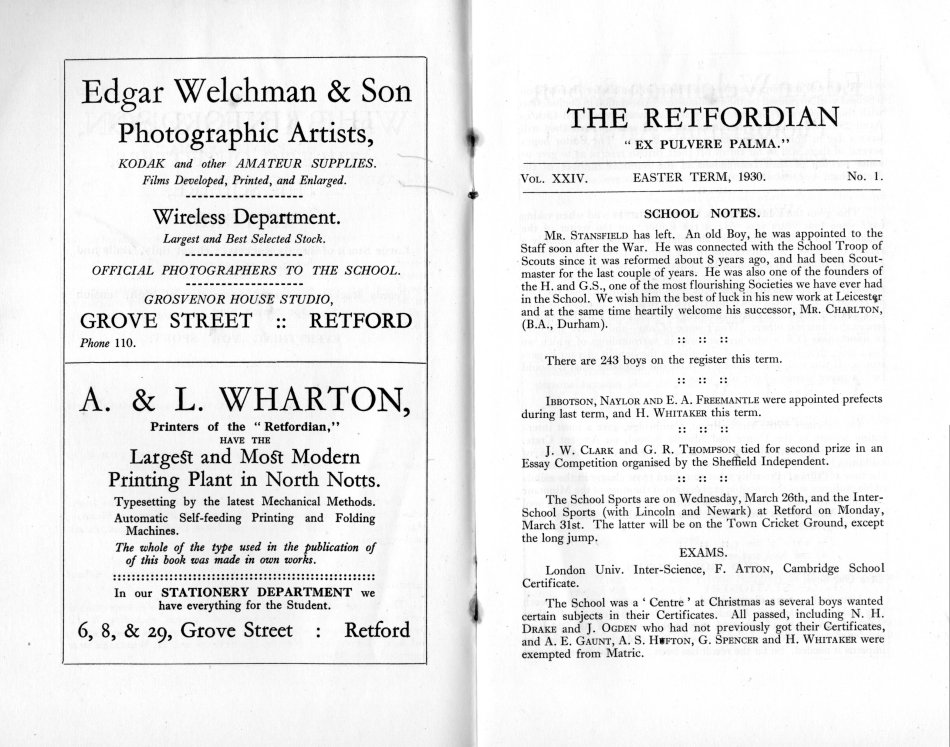 Edgar Welchman & Son
Photographic Artists,
KODAK and other AMATEUR SUPPLIES.
Films Developed, Printed, and Enlarged.
Wireless Department.
Largest and Best Selected Stock.
OFFICIAL PHOTOGRAPHERS TO THE SCHOOL.
GROSVENOR HOUSE STUDIO,
GROVE STREET :: RETFORD
Phone 110.
A. & L. WHARTON,
Printers of the "Retfordian,"
HAVE THE
Largest and Most Modern
Printing Plant in North Notts.
Typesetting by the latest Mechanical Methods.
Automatic Self-feeding Printing and Folding
Machines.
The whole of the type used in the publication of
of this book was made in own works.
In our STATIONERY DEPARTMENT we
have everything for the Student.
6, 8, & 29, Grove Street : Retford
THE RETFORDIAN
"EX PULVERE PALMA."
VOL. XXIV. EASTER TERM, 1930. No. 1.
SCHOOL NOTES.
MR. STANSFIELD has left. An old Boy, he was appointed to the
Staff soon after the War. He was connected with the School Troop of
Scouts since it was reformed about 8 years ago, and had been Scout-
master for the last couple of years. He was also one of the founders of
the H. and G.S., one of the most flourishing Societies we have ever had
in the School. We wish him the best of luck in his new work at Leicester
and at the same time heartily welcome his successor, MR. CHARLTON,
(B.A., Durham).
:: :: ::
There are 243 boys on the register this term.
:: :: ::
IBBOTSON, NAYLOR AND E. A. FREEMANTLE were appointed prefects
during last term, and H. WHITAKER this term.
:: :: ::
J. W. CLARK and G. R. THOMPSON tied for second prize in an
Essay Competition organised by the Sheffield Independent.
:: :: ::
The School Sports are on Wednesday, March 26th, and the Inter-
School Sports (with Lincoln and Newark) at Retford on Monday,
March 31st. The latter will be on the Town Cricket Ground, except
the long jump.
EXAMS.
London Univ. Inter-Science, F. ATTON, Cambridge School
Certificate.
The School was a 'Centre' at Christmas as several boys wanted
certain subjects in their Certificates. All passed, including N. H.
DRAKE and J. OGDEN who had not previously got their Certificates,
and A. E. GAUNT, A. S. HUFTON, G. SPENCER and H. WHITAKER were
exempted from Matric.